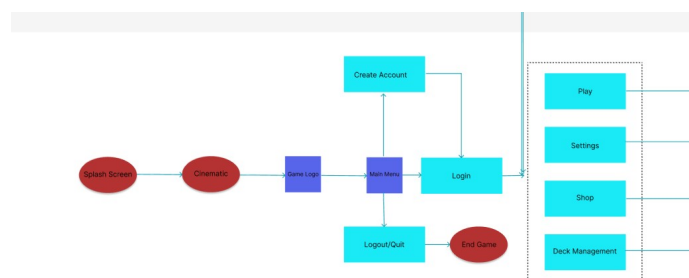 Create Account
Play
Settings
Splash Screen
Cinematic
Game Logo
Main Menu
Login
Shop
Logout/Quit
End Game
Deck Management